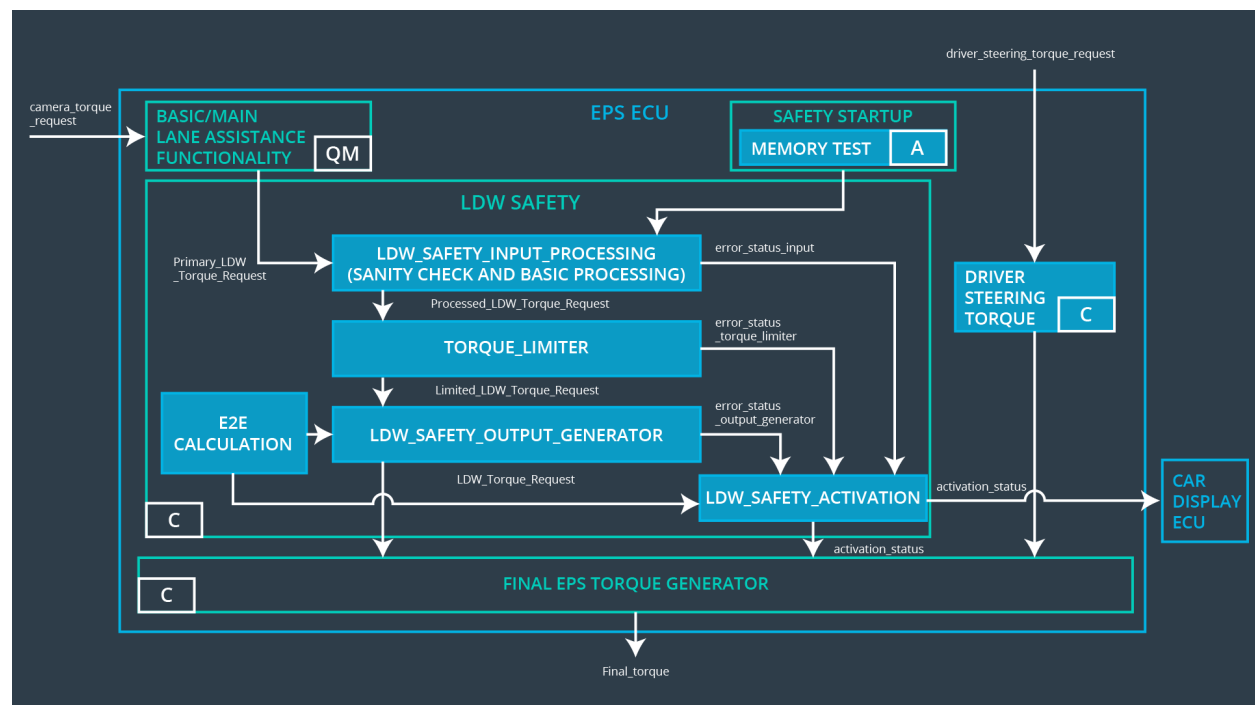 driver_steering_torque_request
camera_torque
_request
BASIC/MAIN
LANE ASSISTANCE
FUNCTIONALITY
QM
EPS ECU
SAFETY STARTUP
MEMORY TEST
A
LDW SAFETY
Primary_LDW
_Torque_Request
LDW_SAFETY_INPUT_PROCESSING
(SANITY CHECK AND BASIC PROCESSING)
error_status_input
DRIVER
STEERING
TORQUE
C
Processed_LDW_Torque_Request
TORQUE_LIMITER
error_status
_torque_limiter
Limited_LDW_Torque_Request
E2E
CALCULATION
LDW_SAFETY_OUTPUT_GENERATOR
error_status
_output_generator
LDW_Torque_Request
LDW_SAFETY_ACTIVATION
activation_status
CAR
DISPLAY
ECU
C
activation_status
FINAL EPS TORQUE GENERATOR
C
Final_torque